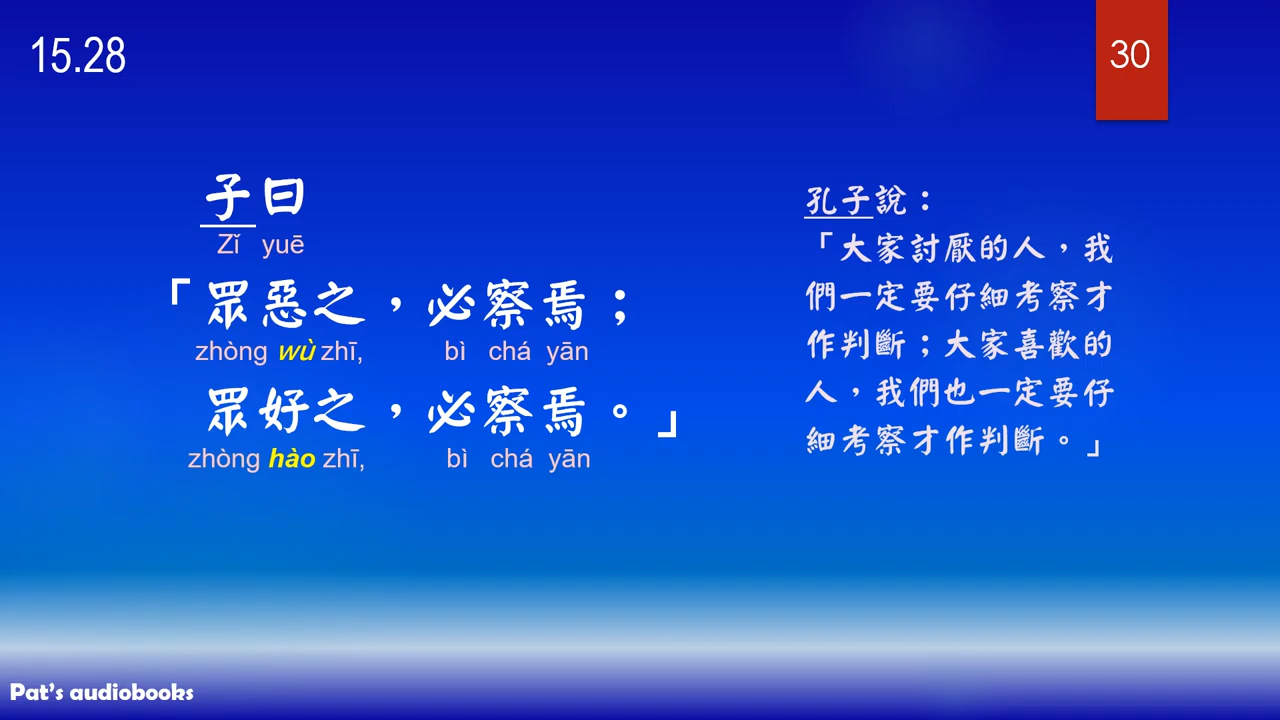 15.28
30
子曰
Zǐ yuē
「眾惡之，必察焉；
zhòng wù zhī, bì chá yān
眾好之，必察焉。」
zhòng hào zhī, bì chá yān
孔子說：
「大家討厭的人，我
們一定要仔細考察才
作判斷；大家喜歡的
人，我們也一定要仔
細考察才作判斷。」
Pat's audiobooks